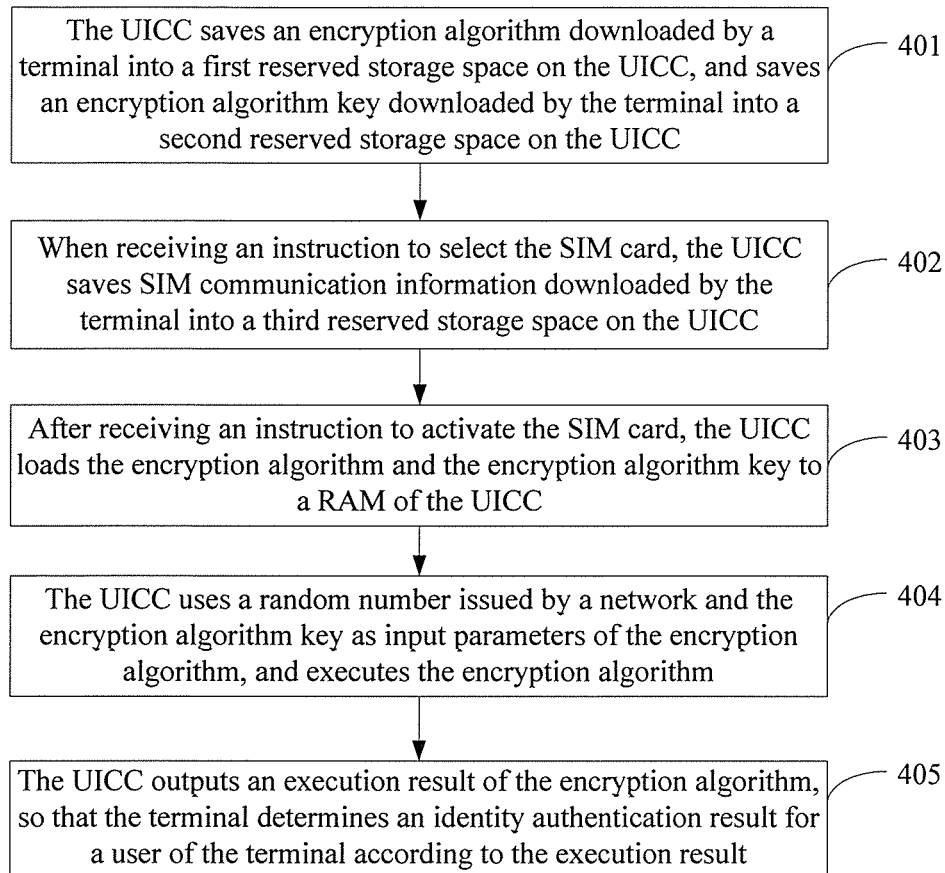 The UICC saves an encryption algorithm downloaded by a
terminal into a first reserved storage space on the UICC, and saves
an encryption algorithm key downloaded by the terminal into a
second reserved storage space on the UICC
401
When receiving an instruction to select the SIM card, the UICC
saves SIM communication information downloaded by the
terminal into a third reserved storage space on the UICC
402
After receiving an instruction to activate the SIM card, the UICC
loads the encryption algorithm and the encryption algorithm key to
a RAM of the UICC
403
The UICC uses a random number issued by a network and the
encryption algorithm key as input parameters of the encryption
algorithm, and executes the encryption algorithm
404
The UICC outputs an execution result of the encryption algorithm,
so that the terminal determines an identity authentication result for
a user of the terminal according to the execution result
405